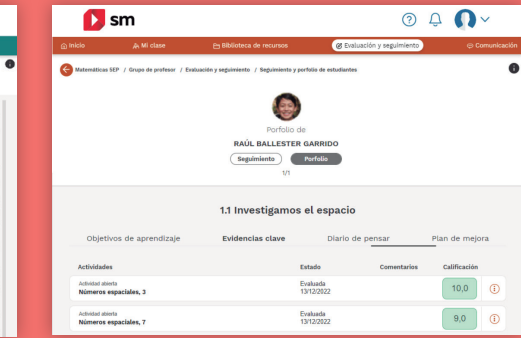 sm
Inicio Mi clase Biblioteca de recursos Evaluación y seguimiento Comunicación
Matemáticas SEP / Grupo de profesor / Evaluación y seguimiento / Seguimiento y porfolio de estudiantes
Porfolio de
RAÚL BALLESTER GARRIDO
Seguimiento Porfolio
1/1
1.1 Investigamos el espacio
Objetivos de aprendizaje Evidencias clave Diario de pensar Plan de mejora
Actividades Estado Comentarios Calificación
Actividad abierta Evaluada
Números espaciales, 3 13/12/2022 10,0
Actividad abierta Evaluada
Números espaciales, 7 13/12/2022 9,0